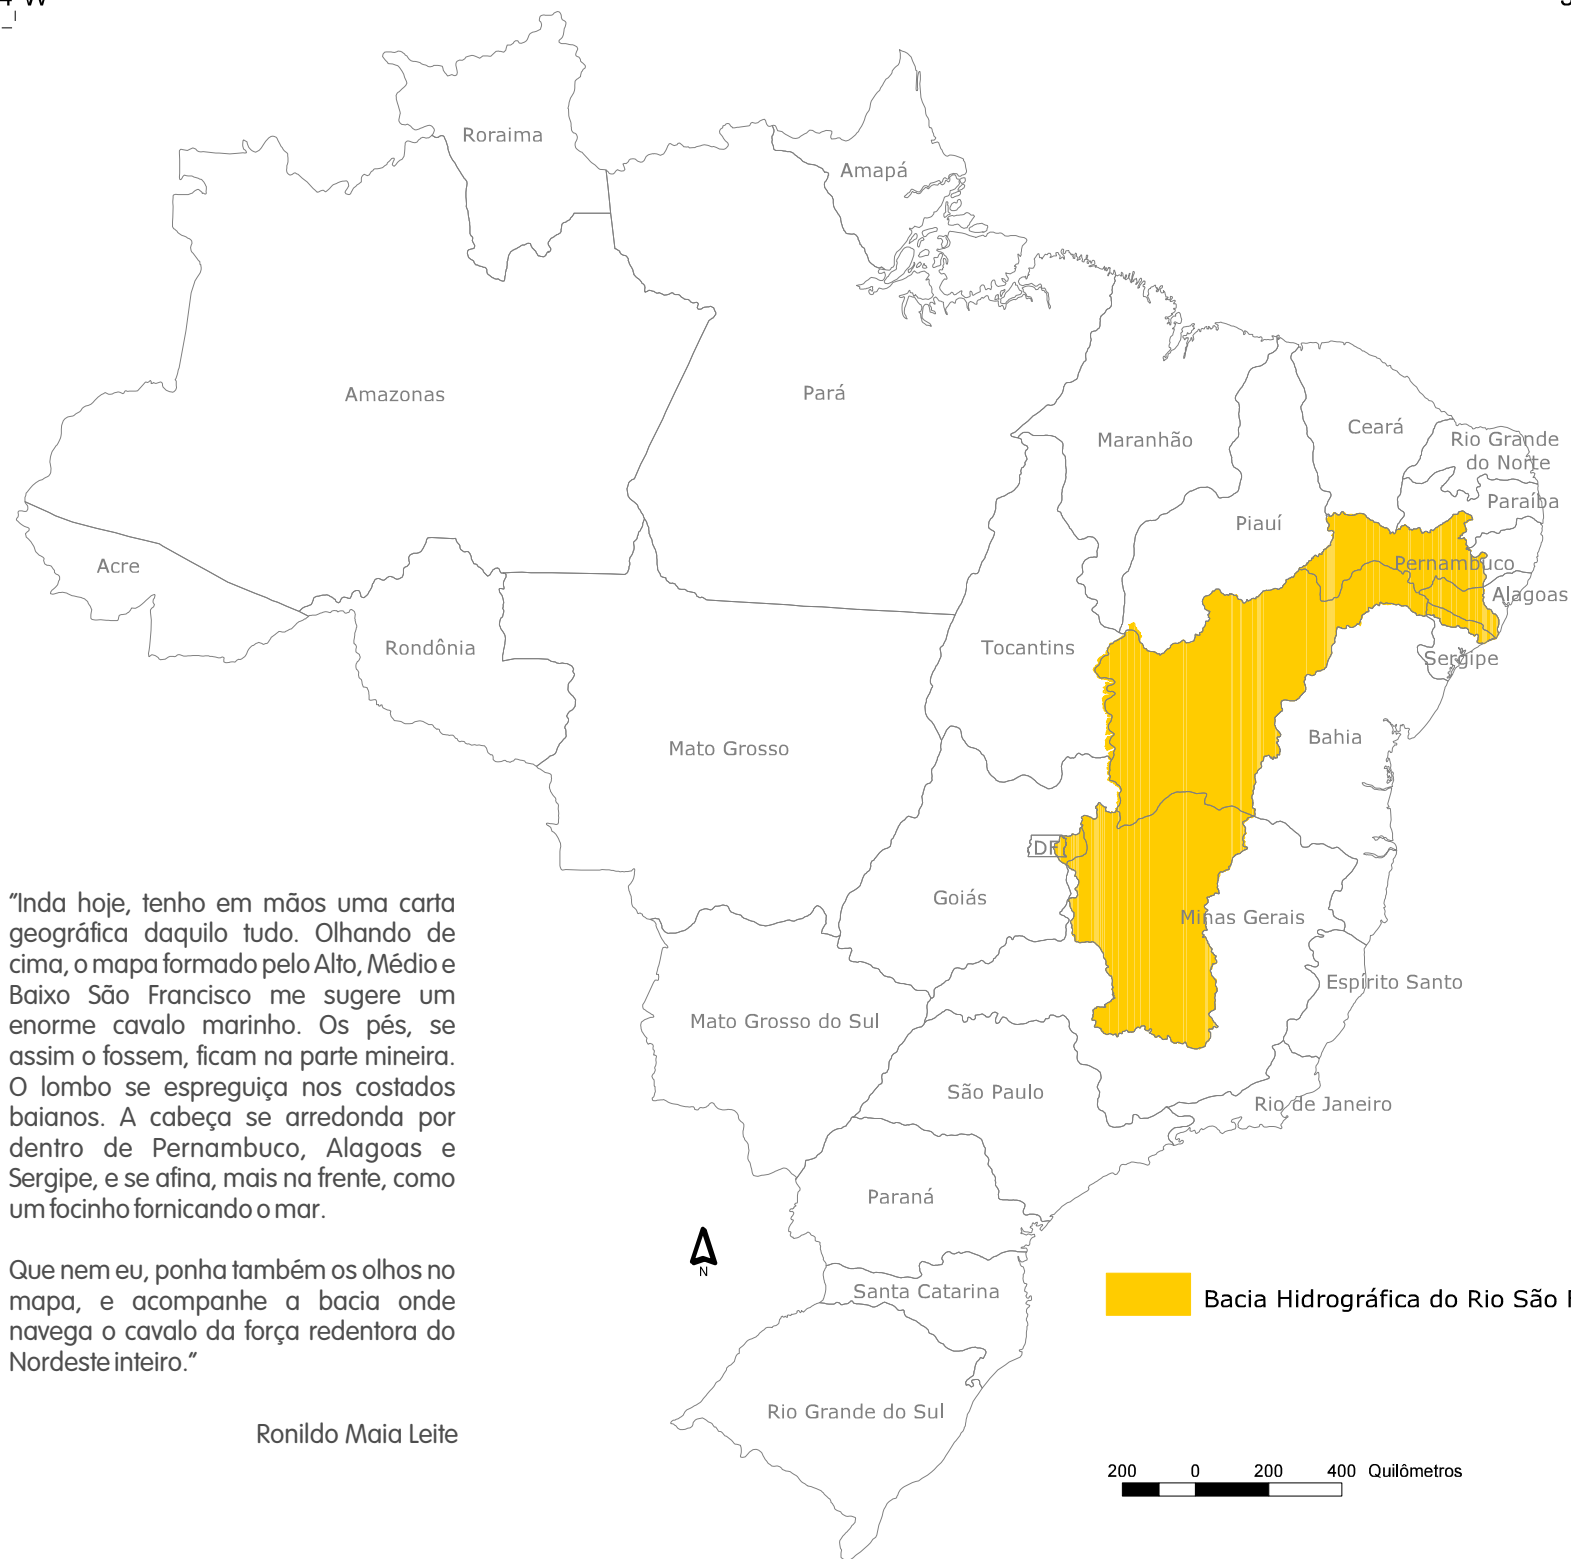 Roraima
Amapá
Amazonas
Pará
Maranhão
Ceará
Rio Grande
do Norte
Paraíba
Piauí
Acre
Pernambuco
Alagoas
Rondônia
Tocantins
Sergipe
Mato Grosso
Bahia
DF
Goiás
Minas Gerais
Espírito Santo
Mato Grosso do Sul
São Paulo
Rio de Janeiro
Paraná
Santa Catarina
Rio Grande do Sul
"Inda hoje, tenho em mãos uma carta
geográfica daquilo tudo. Olhando de
cima, o mapa formado pelo Alto, Médio e
Baixo São Francisco me sugere um
enorme cavalo marinho. Os pés, se
assim o fossem, ficam na parte mineira.
O lombo se espreguiça nos costados
baianos. A cabeça se arredonda por
dentro de Pernambuco, Alagoas e
Sergipe, e se afina, mais na frente, como
um focinho fornicando o mar.
Que nem eu, ponha também os olhos no
mapa, e acompanhe a bacia onde
navega o cavalo da força redentora do
Nordeste inteiro."
Ronildo Maia Leite
N
Bacia Hidrográfica do Rio São
200 0 200 400 Quilômetros